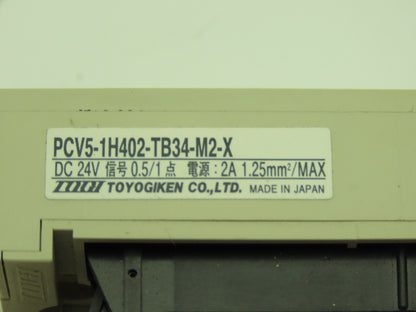 PCV5-1H402-TB34-M2-X
DC 24V 信号 0.5/1点 電源：2A 1.25mm²/MAX
TOYOGIKEN CO.,LTD. MADE IN JAPAN